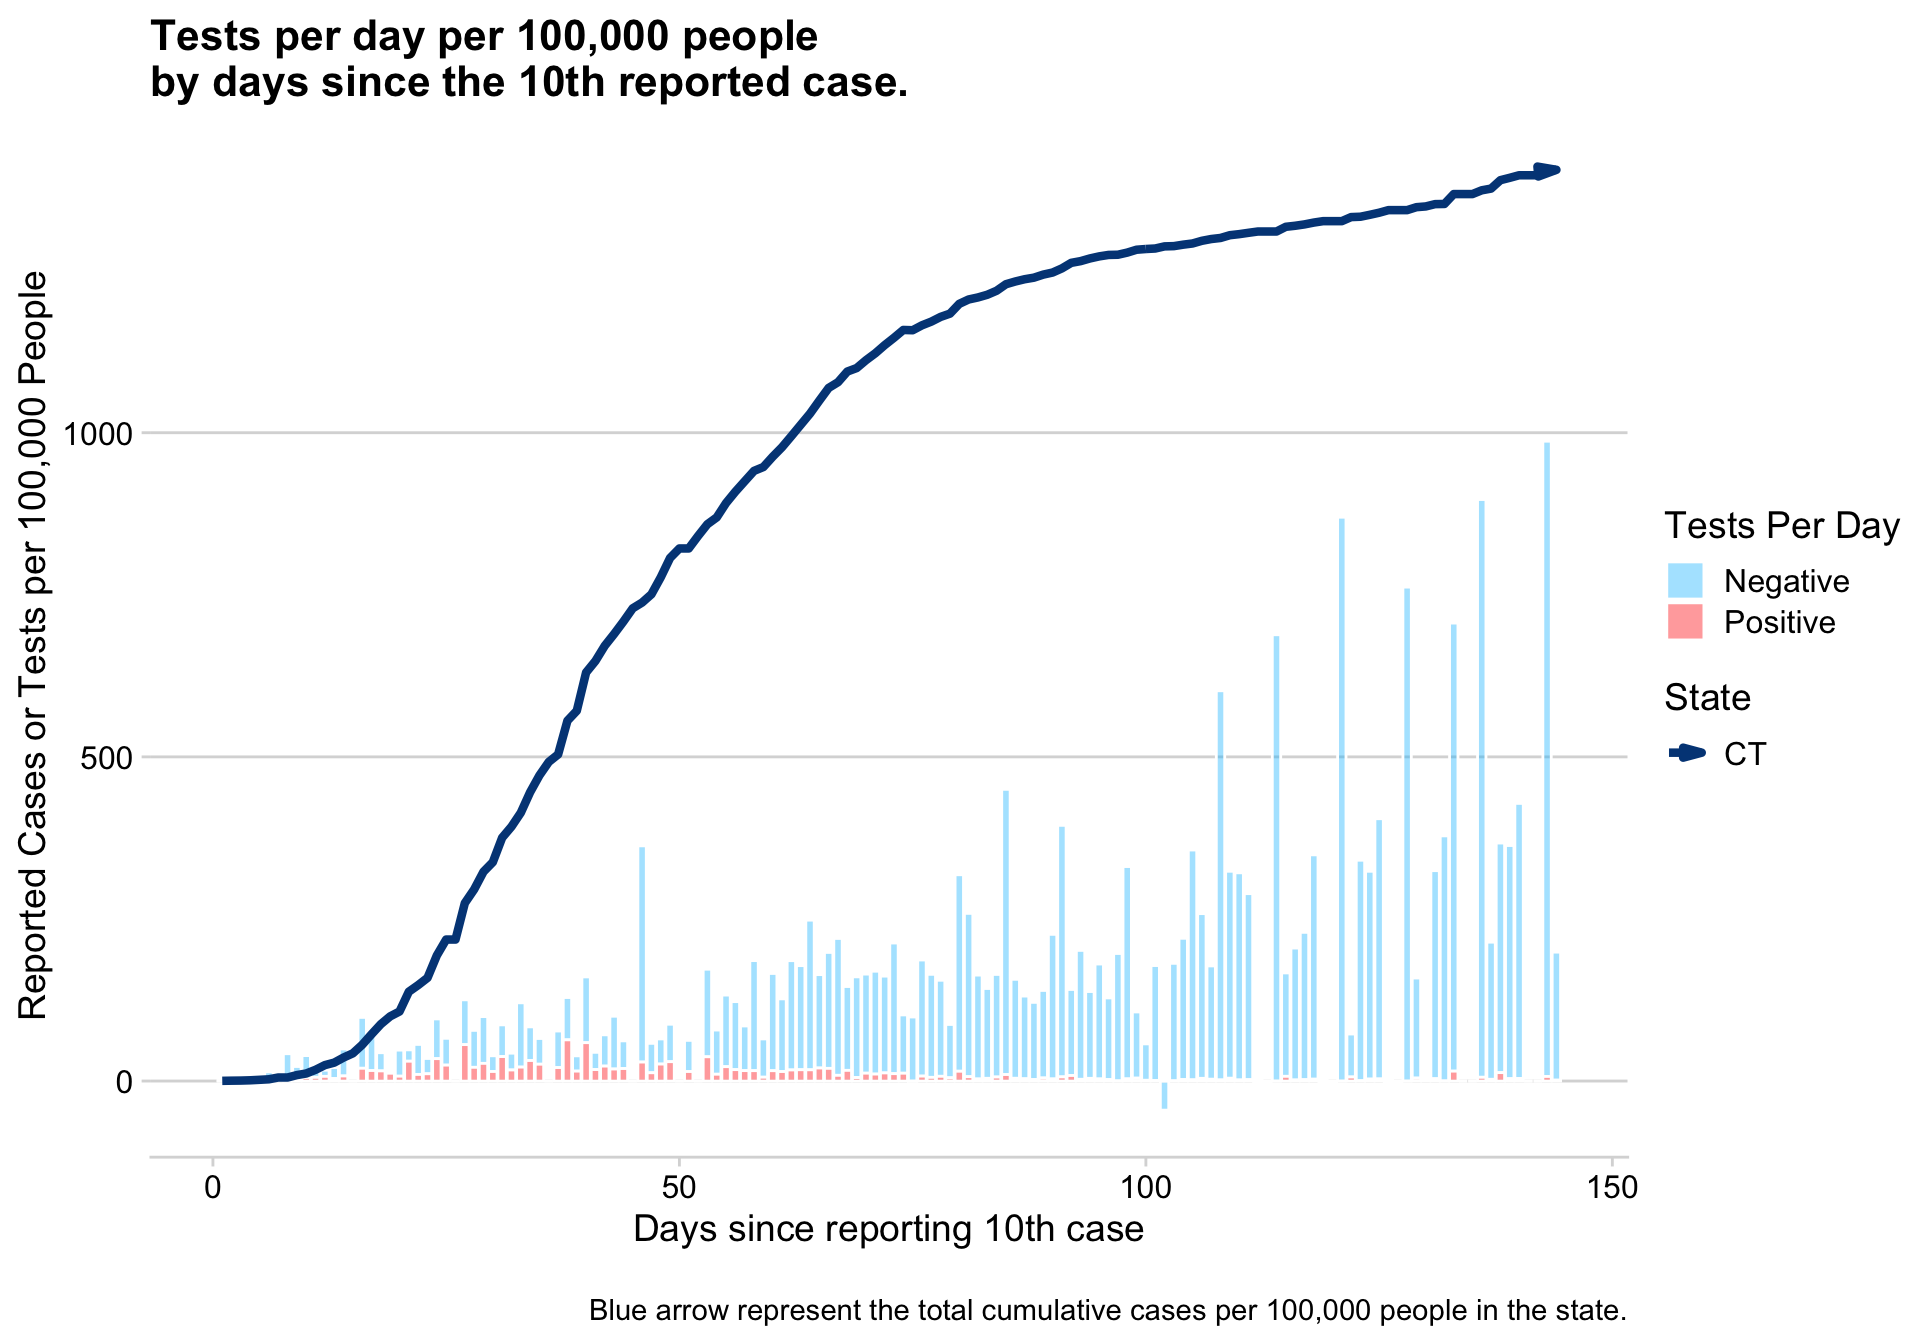 Tests per day per 100,000 people
by days since the 10th reported case.
Reported Cases or Tests per 100,000 People
1000
500
0
0
50
100
150
Days since reporting 10th case
Tests Per Day
Negative
Positive
State
CT
Blue arrow represent the total cumulative cases per 100,000 people in the state.